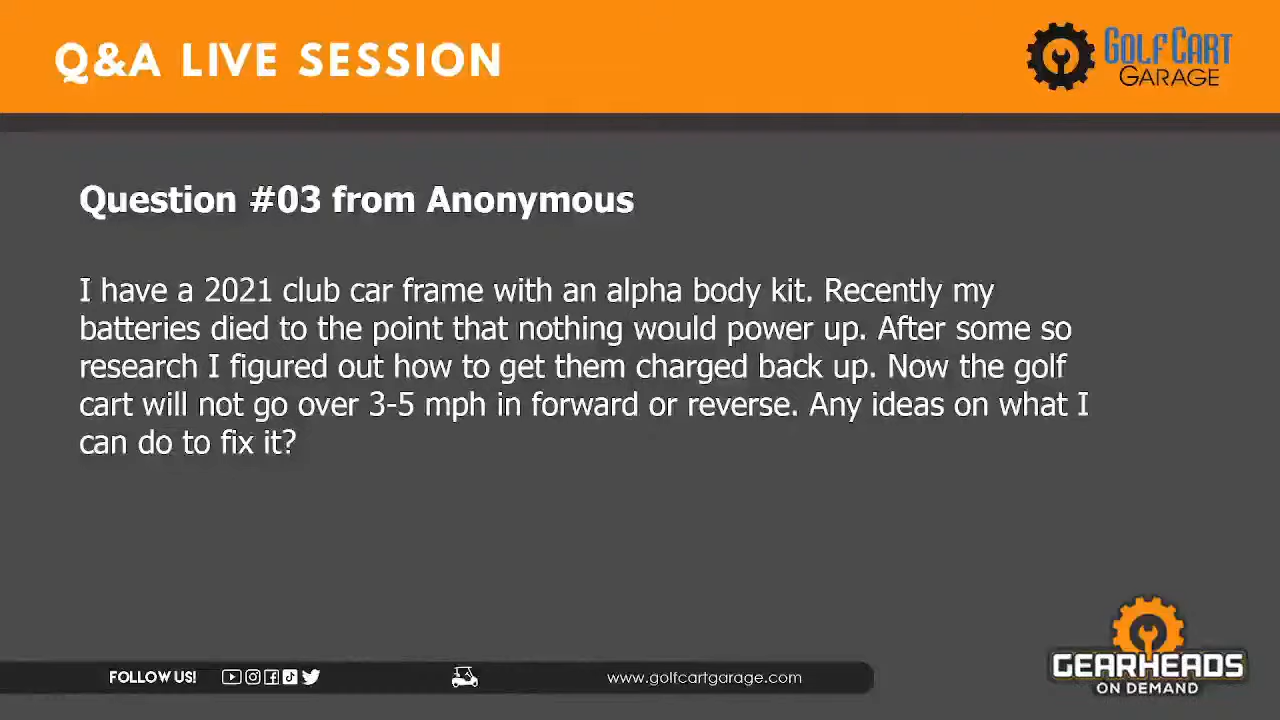 Q&A LIVE SESSION
GOLF CART
GARAGE
Question #03 from Anonymous
I have a 2021 club car frame with an alpha body kit. Recently my
batteries died to the point that nothing would power up. After some so
research I figured out how to get them charged back up. Now the golf
cart will not go over 3-5 mph in forward or reverse. Any ideas on what I
can do to fix it?
FOLLOW US!
www.golfcartgarage.com
GEARHEADS
ON DEMAND